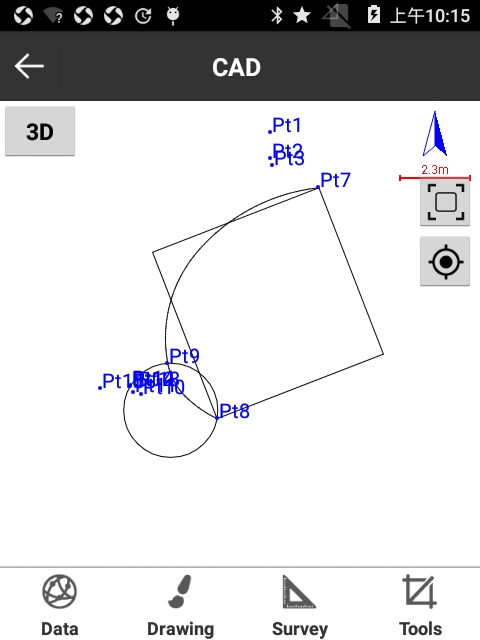 上午10:15
CAD
3D
Pt1
Pt2
Pt3
2.3m
Pt7
Pt9
Pt8
Data
Drawing
Survey
Tools